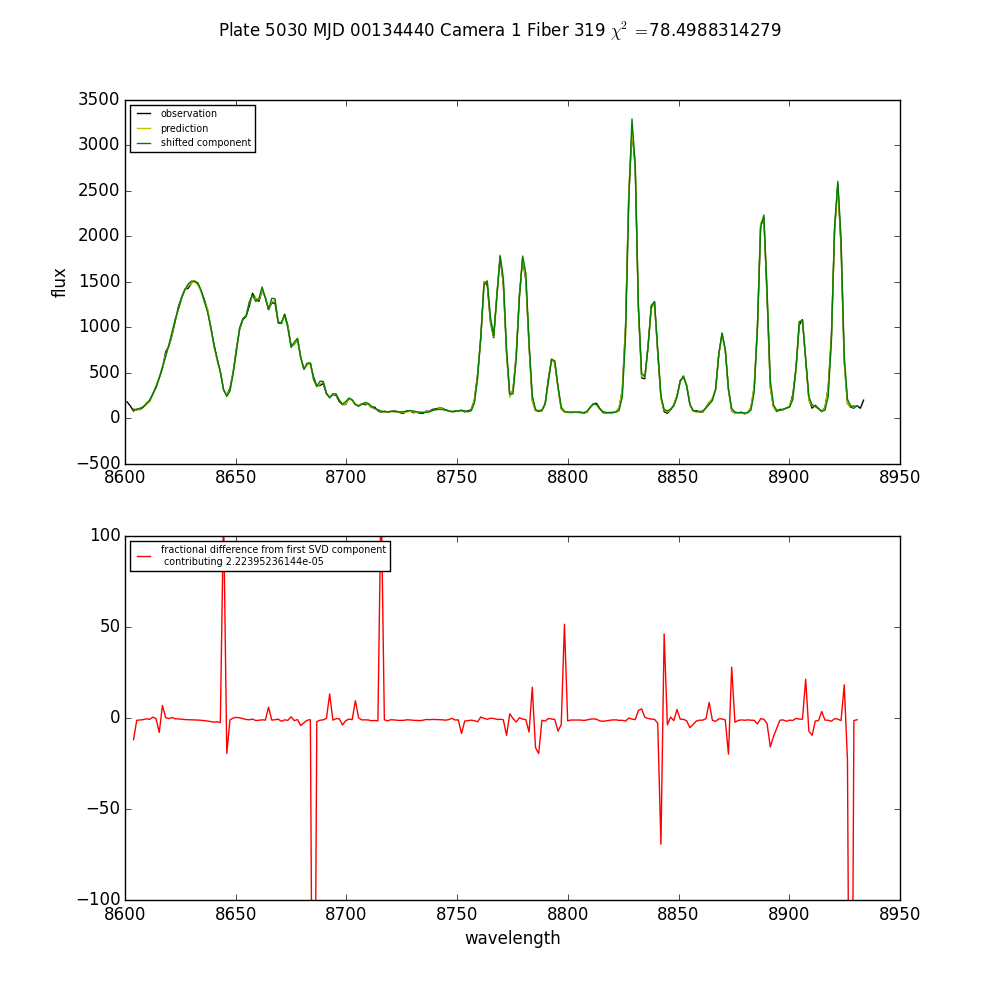 Plate 5030 MJD 00134440 Camera 1 Fiber 319 χ² =78.4988314279
3500
3000
2500
2000
1500
1000
500
0
−500
flux
observation
prediction
shifted component
8600 8650 8700 8750 8800 8850 8900 8950
100
50
0
−50
−100
fractional difference from first SVD component
contributing 2.22395236144e-05
8600 8650 8700 8750 8800 8850 8900 8950
wavelength